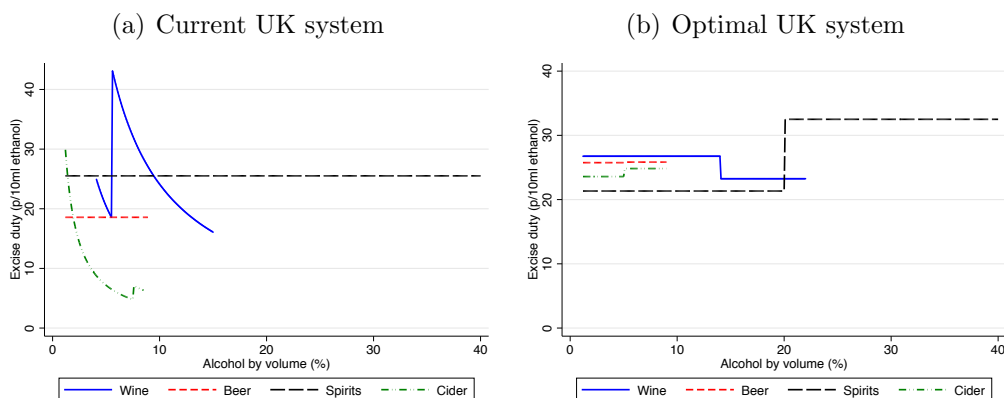 (a) Current UK system
Excise duty (p/10ml ethanol)
40
30
20
10
0
0 10 20 30 40
Alcohol by volume (%)
Wine Beer Spirits Cider
(b) Optimal UK system
Excise duty (p/10ml ethanol)
40
30
20
10
0
0 10 20 30 40
Alcohol by volume (%)
Wine Beer Spirits Cider